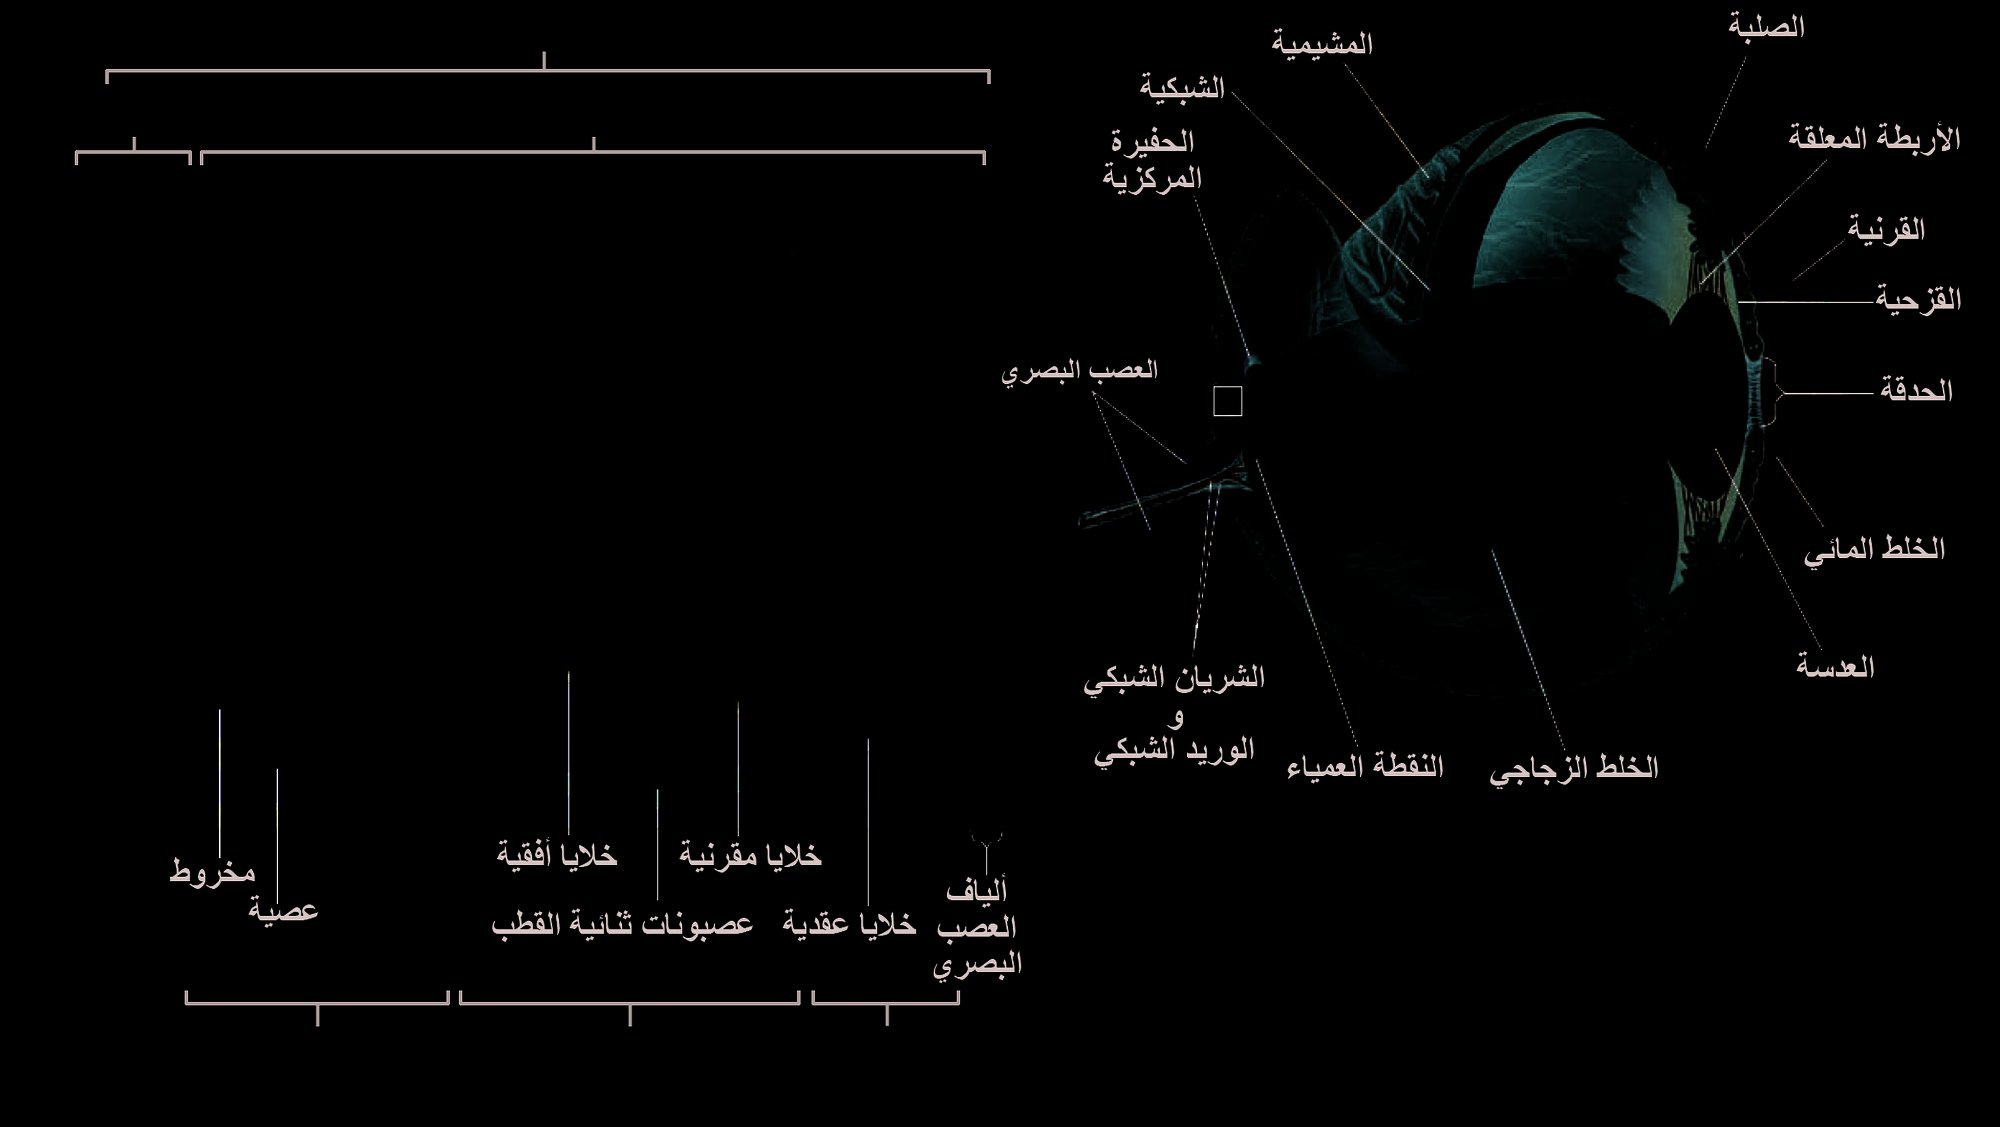 الصلبة
المشيمية
الشبكية
الحفيرة
المركزية
الأربطة المعلقة
القرنية
القزحية
الحدقة
العصب البصري
الخلط المائي
العدسة
الشريان الشبكي
و
الوريد الشبكي
النقطة العمياء
الخلط الزجاجي
خلايا أفقية
خلايا مقرنية
مخروط
عصية
عصبونات ثنائية القطب
خلايا عقدية
ألياف
العصب
البصري